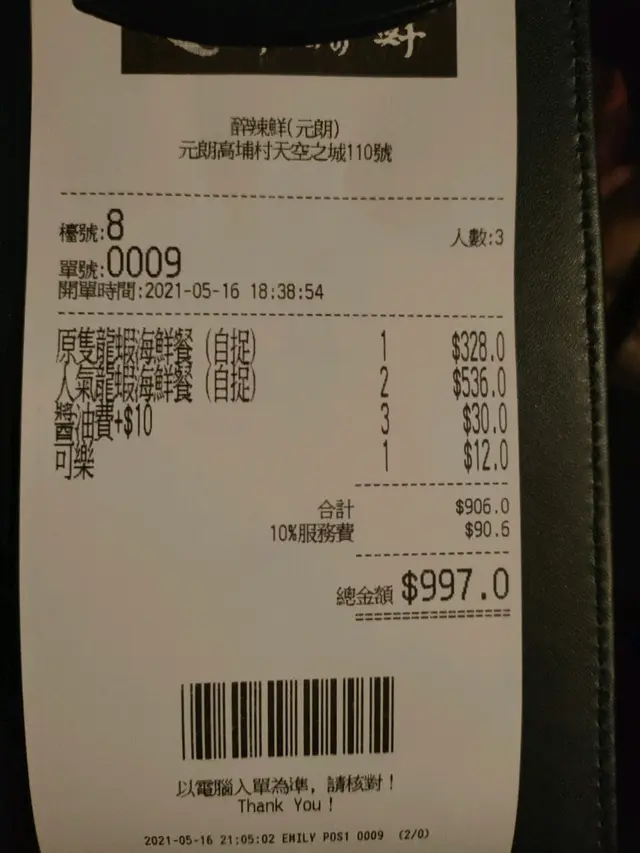 醉辣鮮(元朗)
元朗高埔村天空之城110號
檯號:8 人數:3
單號:0009
開單時間:2021-05-16 18:38:54
原隻龍蝦海鮮餐(自捉) 1 $328.0
人氣龍蝦海鮮餐(自捉) 2 $536.0
醬油費+$10 3 $30.0
可樂 1 $12.0
合計 $906.0
10%服務費 $90.6
總金額 $997.0
以電腦入單為準，請核對！
Thank You！
2021-05-16 21:05:02 EMILY POS1 0009 (2/0)